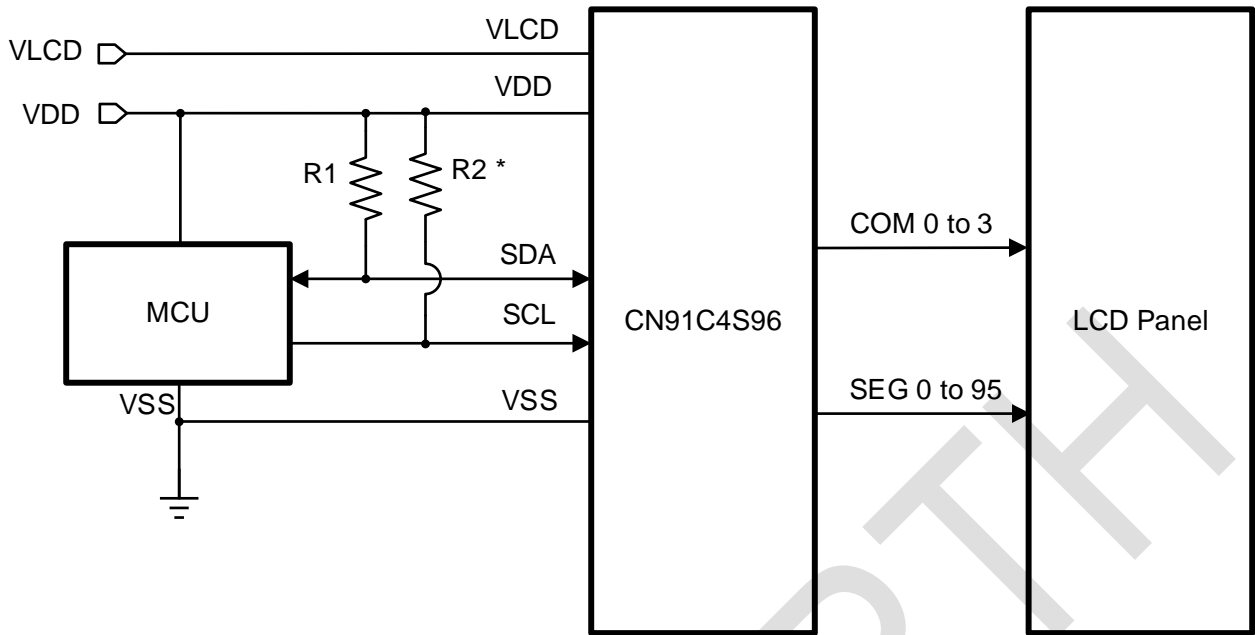 VLCD
VLCD
VDD
VDD
R1
R2 *
COM 0 to 3
SDA
MCU
SCL
CN91C4S96
LCD Panel
VSS
VSS
SEG 0 to 95
PTH